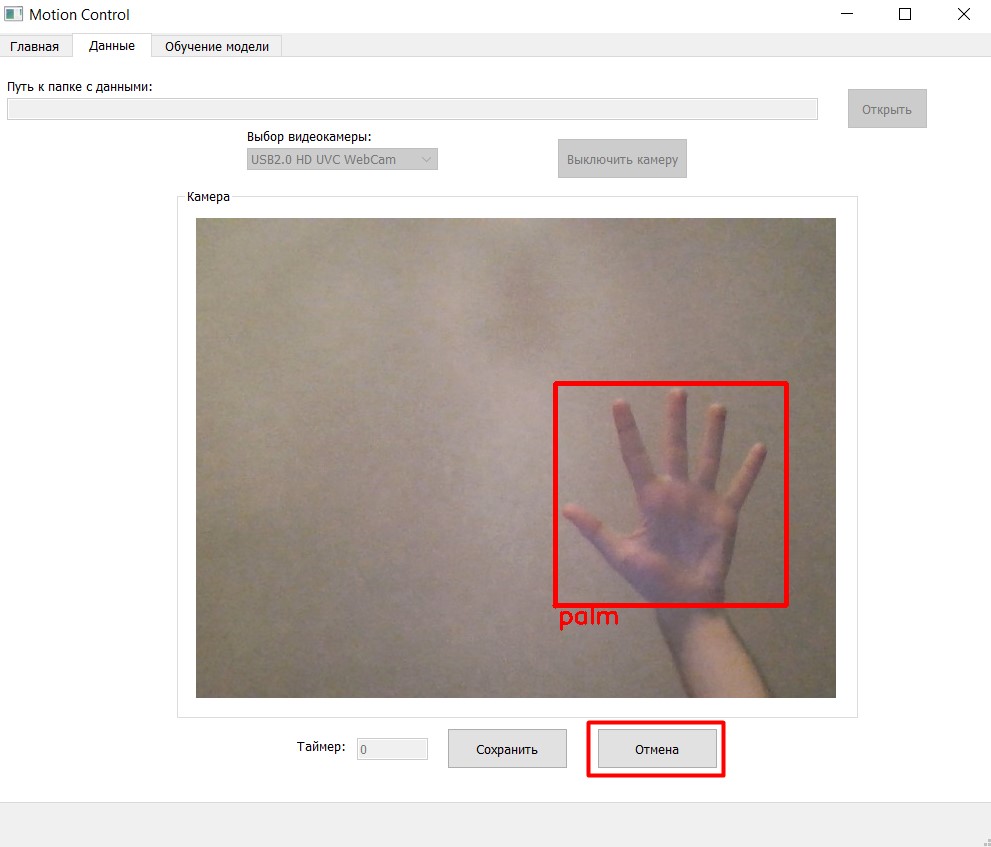 Motion Control
Главная Данные Обучение модели
Путь к папке с данными:
Открыть
Выбор видеокамеры:
USB2.0 HD UVC WebCam
Выключить камеру
Камера
palm
Таймер: 0 Сохранить Отмена